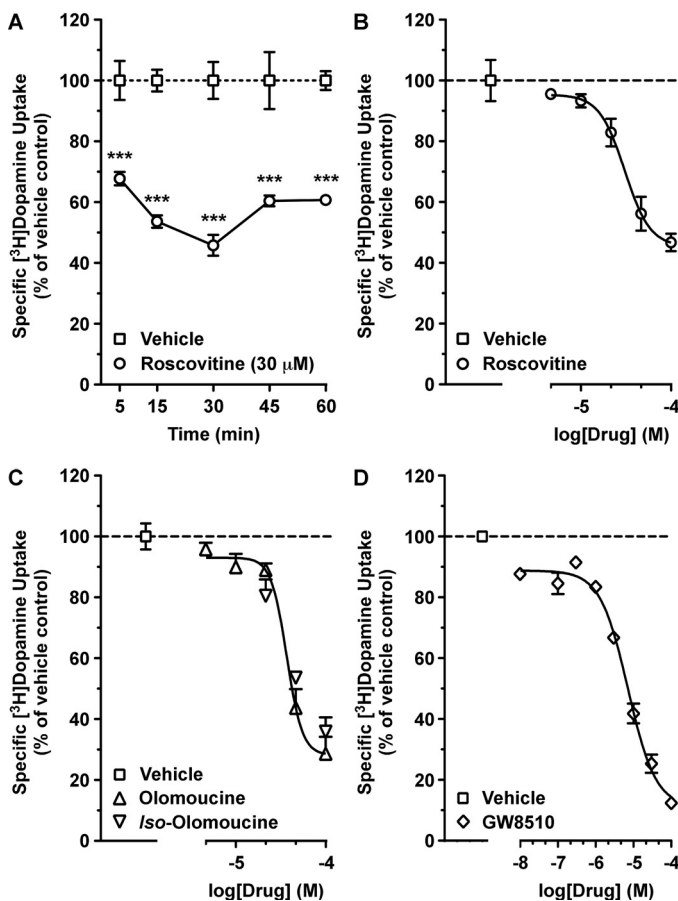 A
Specific [³H]Dopamine Uptake
(% of vehicle control)
120
100
80
60
40
20
0
***
***
***
***
***
Vehicle
Roscovitine (30 μM)
5 15 30 45 60
Time (min)
B
Specific [³H]Dopamine Uptake
(% of vehicle control)
120
100
80
60
40
20
0
Vehicle
Roscovitine
-5 -4
log[Drug] (M)
C
Specific [³H]Dopamine Uptake
(% of vehicle control)
120
100
80
60
40
20
0
Vehicle
Olomoucine
Iso-Olomoucine
-5 -4
log[Drug] (M)
D
Specific [³H]Dopamine Uptake
(% of vehicle control)
120
100
80
60
40
20
0
Vehicle
GW8510
-8 -7 -6 -5 -4
log[Drug] (M)